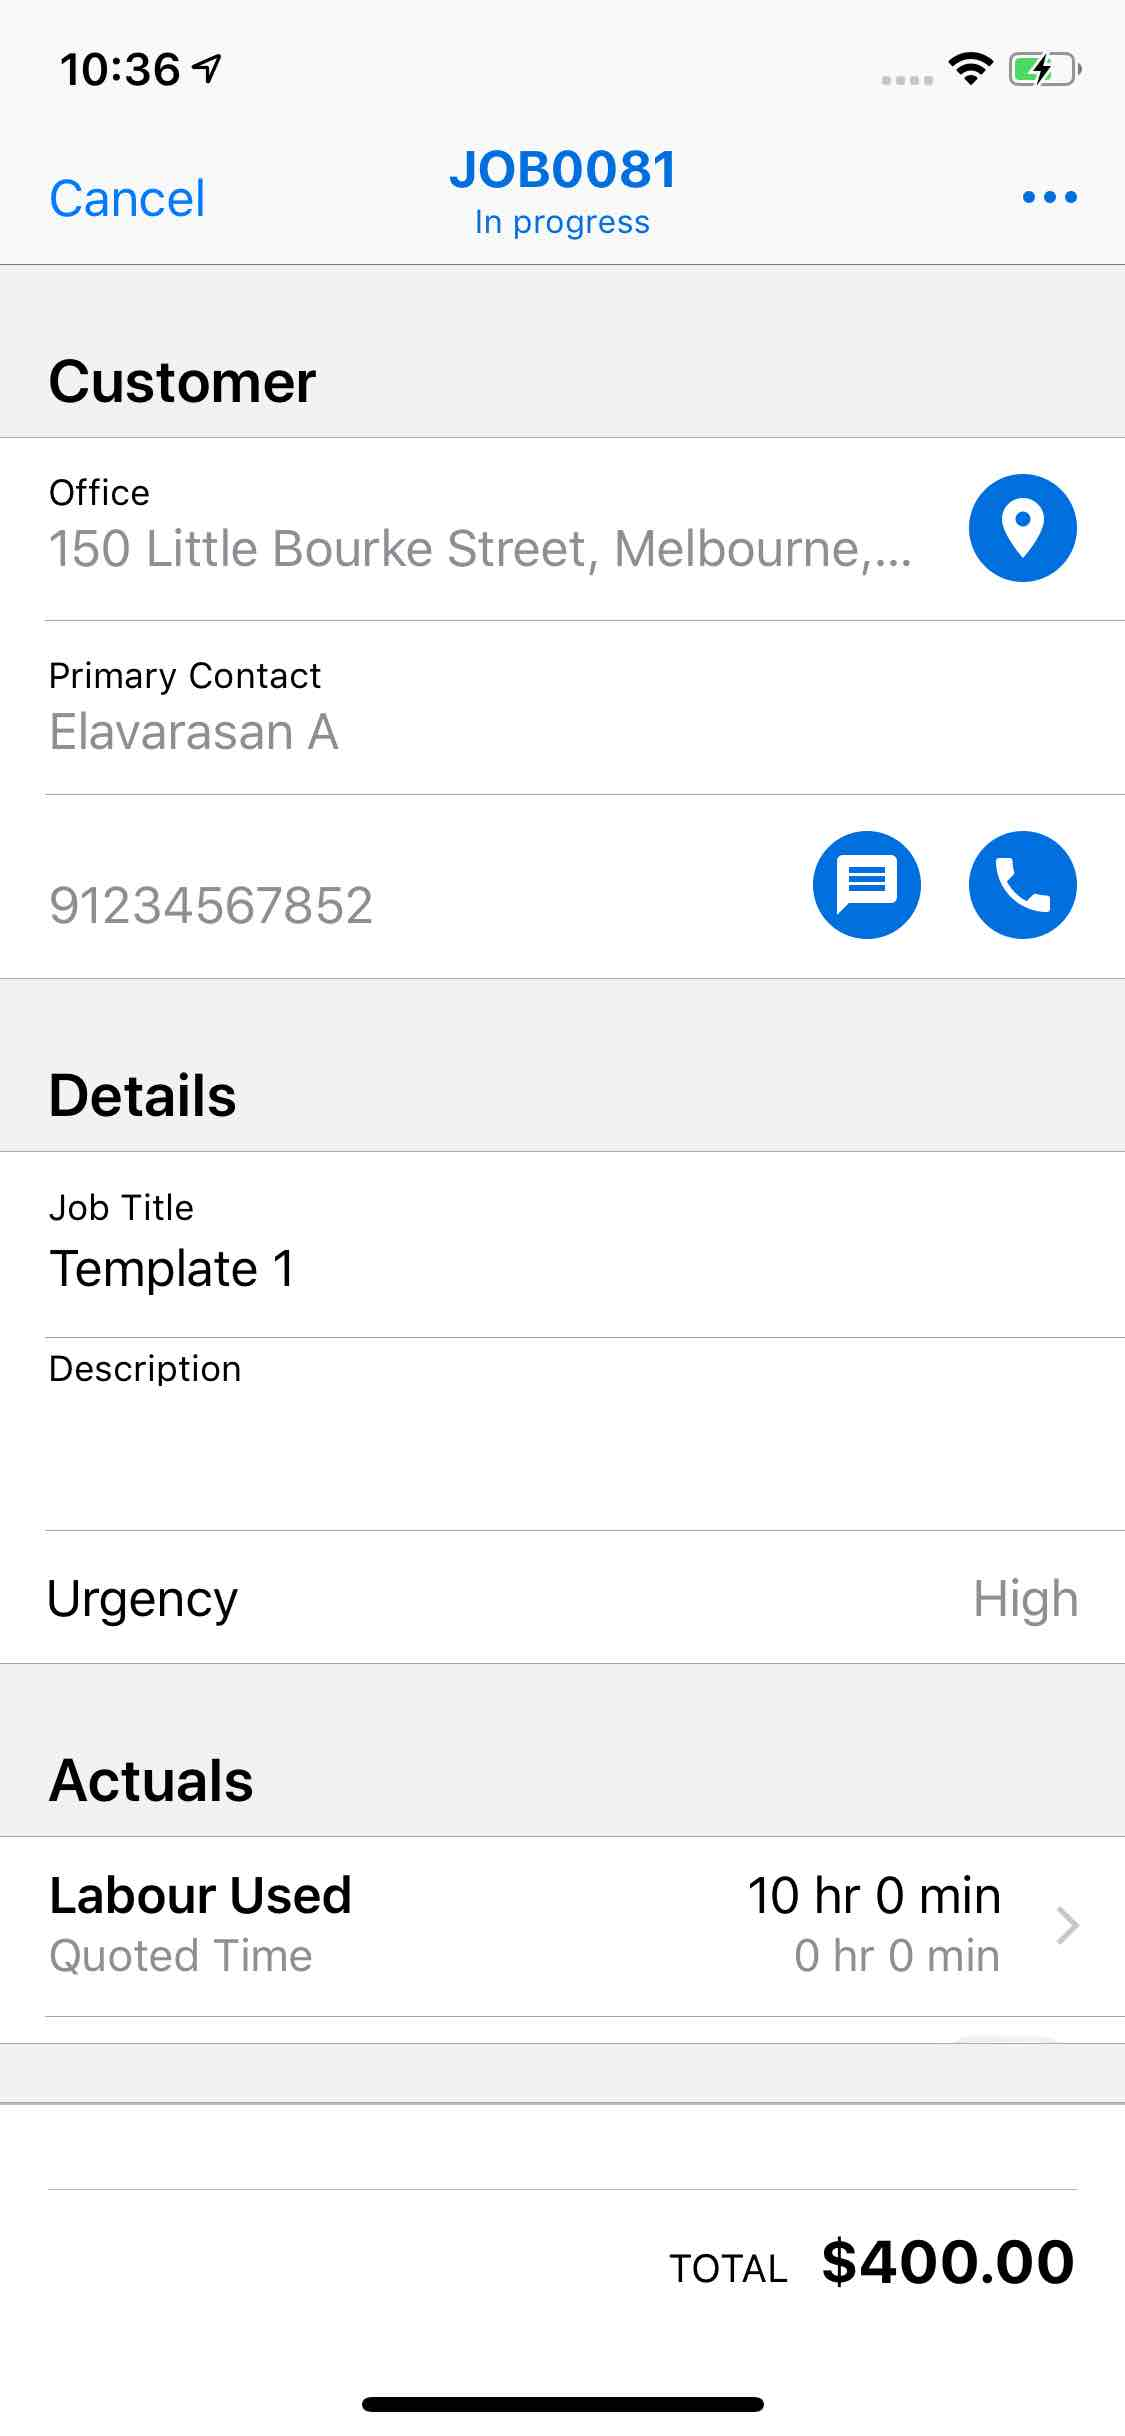 10:36
Cancel
JOB0081
In progress
Customer
Office
150 Little Bourke Street, Melbourne,...
Primary Contact
Elavarasan A
91234567852
Details
Job Title
Template 1
Description
Urgency High
Actuals
Labour Used 10 hr 0 min
Quoted Time 0 hr 0 min
TOTAL $400.00